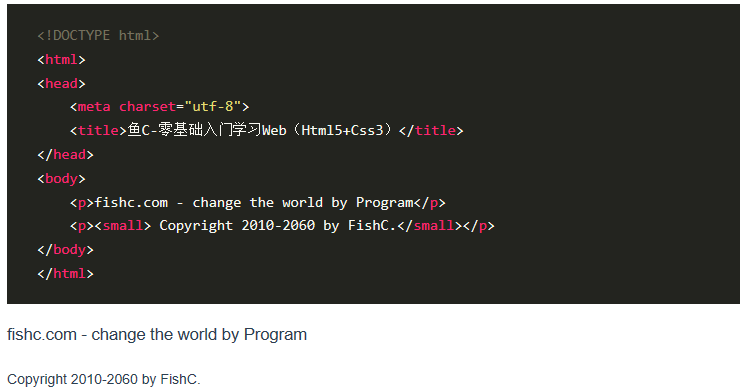 <!DOCTYPE html>
<html>
<head>
    <meta charset="utf-8">
    <title>鱼C-零基础入门学习Web（Html5+Css3）</title>
</head>
<body>
    <p>fishc.com - change the world by Program</p>
    <p><small> Copyright 2010-2060 by FishC.</small></p>
</body>
</html>
fishc.com - change the world by Program
Copyright 2010-2060 by FishC.